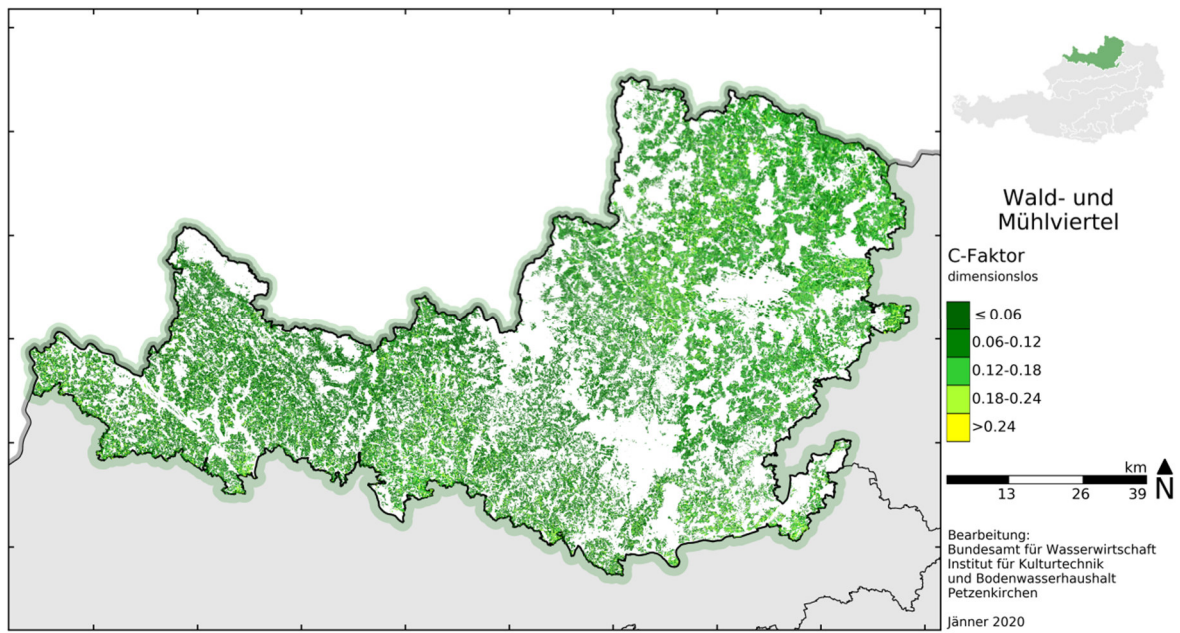 Wald- und
Mühlviertel
C-Faktor
dimensionslos
≤ 0.06
0.06-0.12
0.12-0.18
0.18-0.24
>0.24
km
13 26 39
N
Bearbeitung:
Bundesamt für Wasserwirtschaft
Institut für Kulturtechnik
und Bodenwasserhaushalt
Petzenkirchen
Jänner 2020